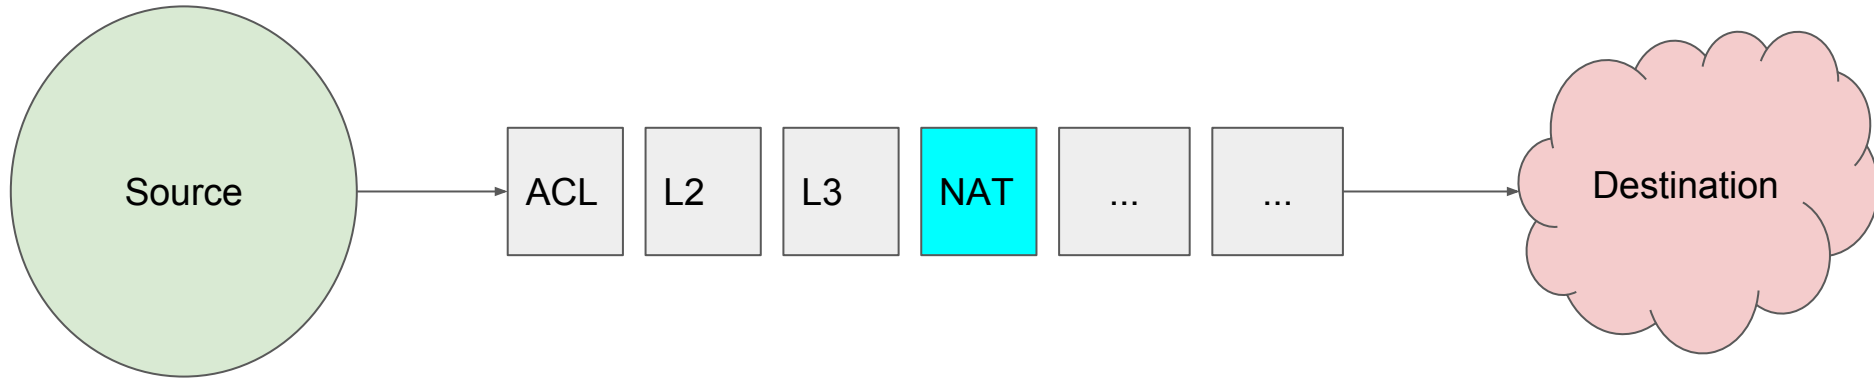 Source
ACL
L2
L3
NAT
...
...
Destination